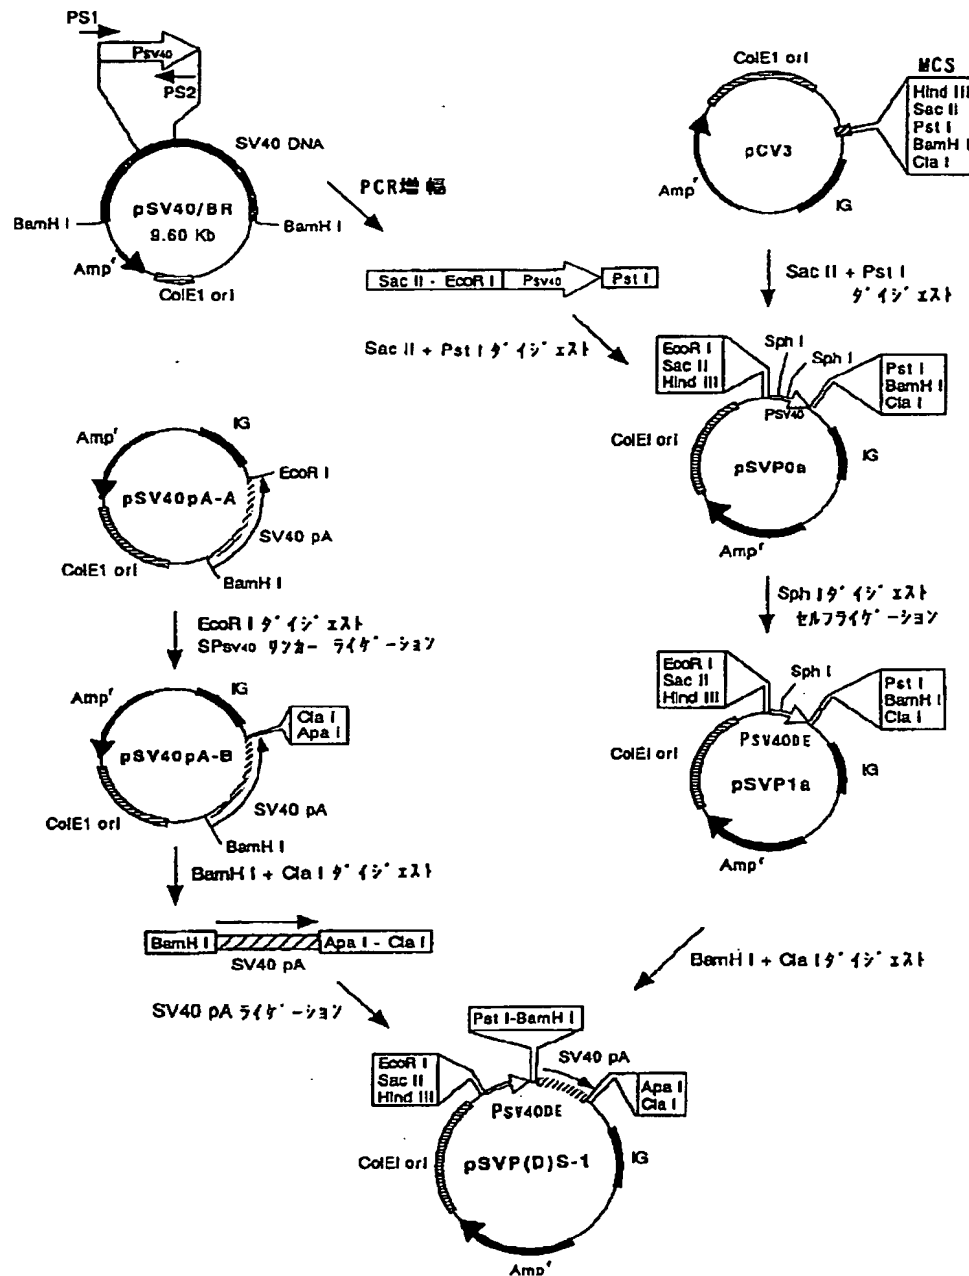 PS1
PSV40
PS2
SV40 DNA
BamH I
pSV40/BR
9.60 Kb
BamH I
Ampʳ
ColE1 ori
PCR増幅
ColE1 ori
MCS
Hind III
Sac II
Pst I
BamH I
Cla I
pCV3
Ampʳ
IG
Sac II - EcoR I
PSV40
Pst I
Sac II + Pst I
ダイジェスト
Sac II + Pst I ダイジェスト
EcoR I
Sac II
Hind III
Sph I
Sph I
Pst I
BamH I
Cla I
PSV40
ColEI ori
pSVP0a
IG
Ampʳ
Ampʳ
IG
EcoR I
pSV40pA-A
SV40 pA
ColE1 ori
BamH I
EcoR I ダイジェスト
SPSV40 リンカー ライゲーション
Sph I ダイジェスト
セルフライゲーション
Ampʳ
IG
Cla I
Apa I
pSV40pA-B
SV40 pA
ColE1 ori
BamH I
EcoR I
Sac II
Hind III
Sph I
Pst I
BamH I
Cla I
PSV40DE
ColEI ori
IG
pSVP1a
Ampʳ
BamH I + Cla I ダイジェスト
BamH I
Apa I - Cla I
SV40 pA
BamH I + Cla I ダイジェスト
SV40 pA ライゲーション
Pst I-BamH I
SV40 pA
EcoR I
Sac II
Hind III
Apa I
Cla I
PSV40DE
ColEI ori
pSVP(D)S-1
IG
Ampʳ